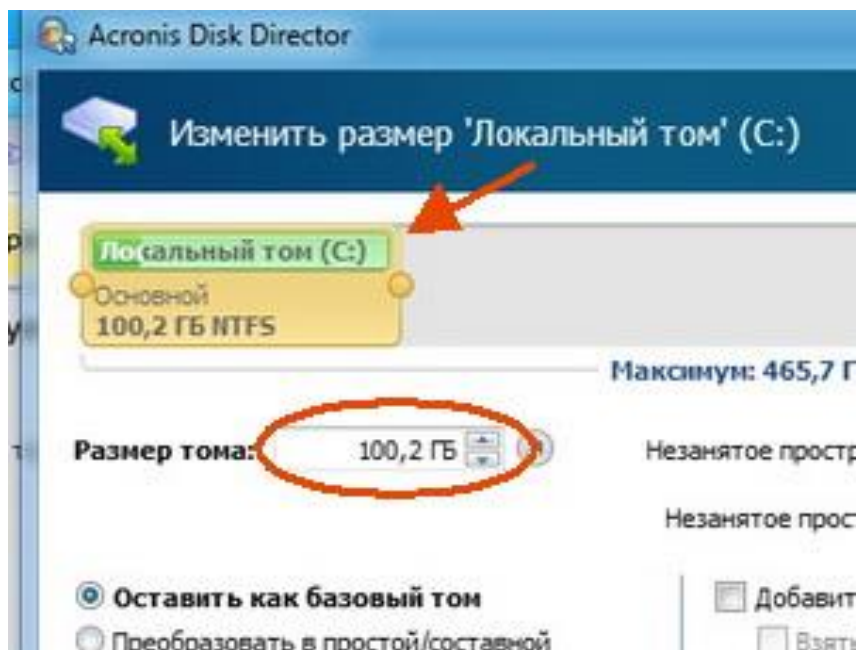 Acronis Disk Director
Изменить размер 'Локальный том' (C:)
Локальный том (C:)
Основной
100,2 ГБ NTFS
Максимум: 465,7 Г
Размер тома: 100,2 ГБ
Незанятое простр
Незанятое прост
Оставить как базовый том
Добавит
Преобразовать в простой/составной
Взять